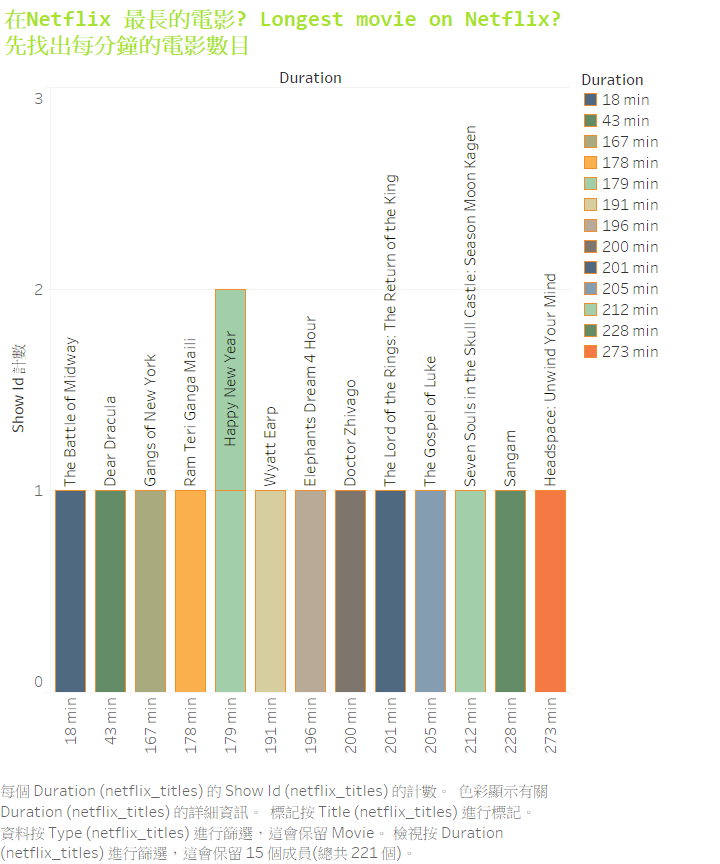 在Netflix 最長的電影? Longest movie on Netflix?
先找出每分鐘的電影數目
Duration
3
2
1
0
Show Id 計數
The Battle of Midway
Dear Dracula
Gangs of New York
Ram Teri Ganga Maili
Happy New Year
Wyatt Earp
Elephants Dream 4 Hour
Doctor Zhivago
The Lord of the Rings: The Return of the King
The Gospel of Luke
Seven Souls in the Skull Castle: Season Moon Kagen
Sangam
Headspace: Unwind Your Mind
18 min
43 min
167 min
178 min
179 min
191 min
196 min
200 min
201 min
205 min
212 min
228 min
273 min
Duration
18 min
43 min
167 min
178 min
179 min
191 min
196 min
200 min
201 min
205 min
212 min
228 min
273 min
每個 Duration (netflix_titles) 的 Show Id (netflix_titles) 的計數。 色彩顯示有關
Duration (netflix_titles) 的詳細資訊。 標記按 Title (netflix_titles) 進行標記。
資料按 Type (netflix_titles) 進行篩選，這會保留 Movie。 檢視按 Duration
(netflix_titles) 進行篩選，這會保留 15 個成員(總共 221 個)。